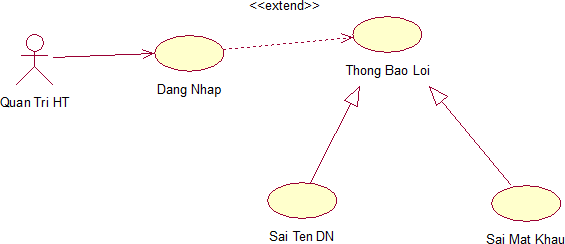 <<extend>>
Thong Bao Loi
Dang Nhap
Quan Tri HT
Sai Ten DN
Sai Mat Khau